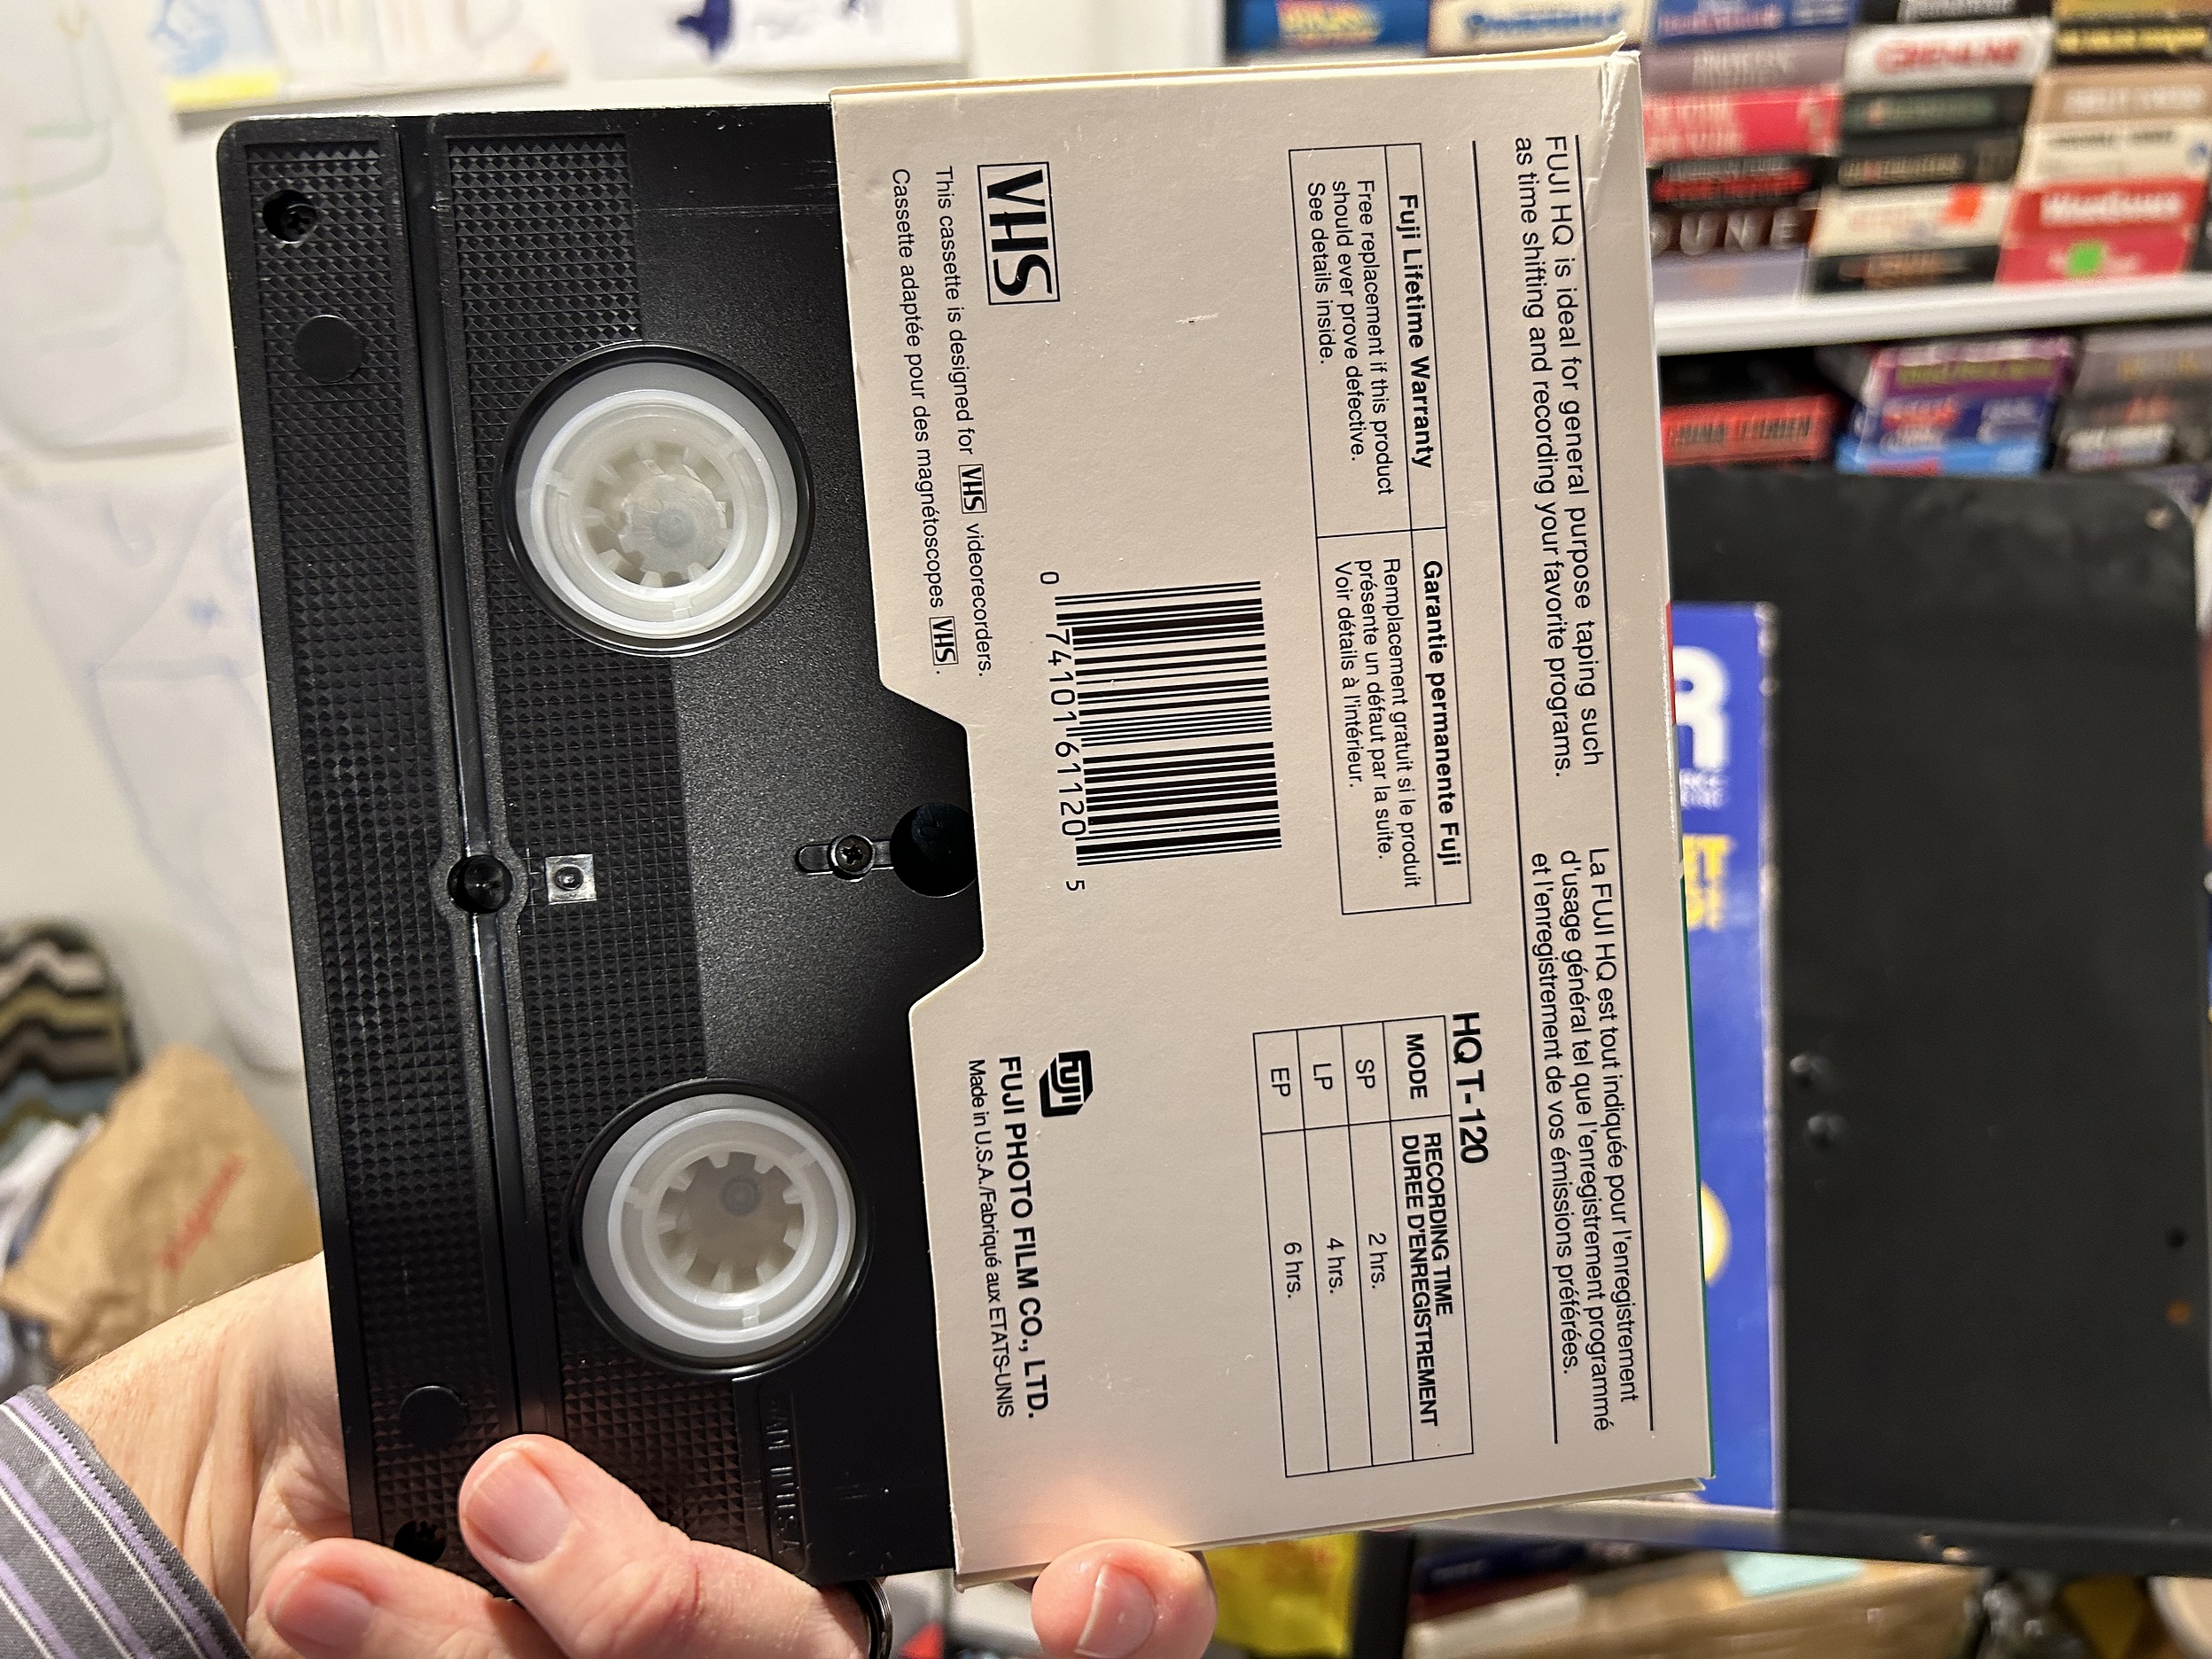 FUJI HQ is ideal for general purpose taping such
as time shifting and recording your favorite programs.
La FUJI HQ est tout indiquée pour l'enregistrement
d'usage général tel que l'enregistrement programmé
et l'enregistrement de vos émissions préférées.
Fuji Lifetime Warranty
Free replacement if this product
should ever prove defective.
See details inside.
Garantie permanente Fuji
Remplacement gratuit si le produit
présente un défaut par la suite.
Voir détails à l'intérieur.
HQ T-120
MODE
RECORDING TIME
DUREE D'ENREGISTREMENT
SP 2 hrs.
LP 4 hrs.
EP 6 hrs.
VHS
This cassette is designed for VHS videorecorders.
Cassette adaptée pour des magnétoscopes VHS.
0 74101 61120 5
FUJI
FUJI PHOTO FILM CO., LTD.
Made in U.S.A./Fabriqué aux ETATS-UNIS
MADE IN U.S.A.
GREMLINS
DUNE